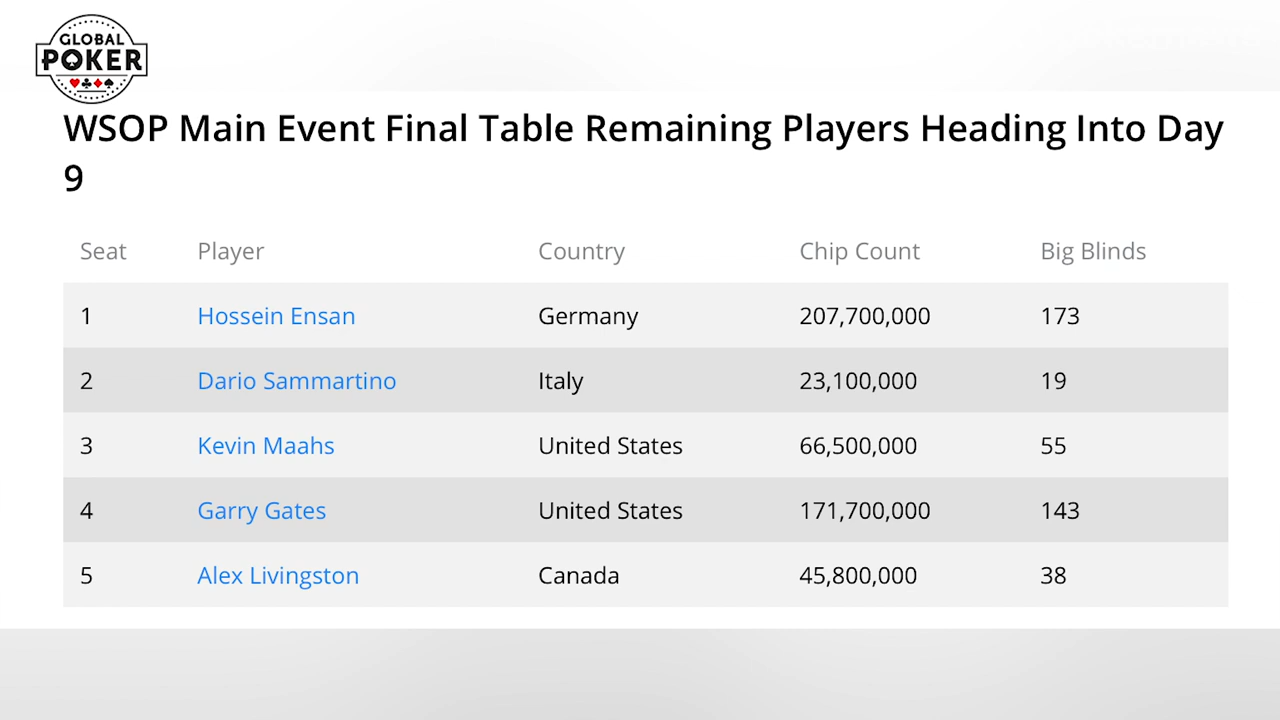 GLOBAL
POKER
WSOP Main Event Final Table Remaining Players Heading Into Day
9
Seat Player Country Chip Count Big Blinds
1 Hossein Ensan Germany 207,700,000 173
2 Dario Sammartino Italy 23,100,000 19
3 Kevin Maahs United States 66,500,000 55
4 Garry Gates United States 171,700,000 143
5 Alex Livingston Canada 45,800,000 38